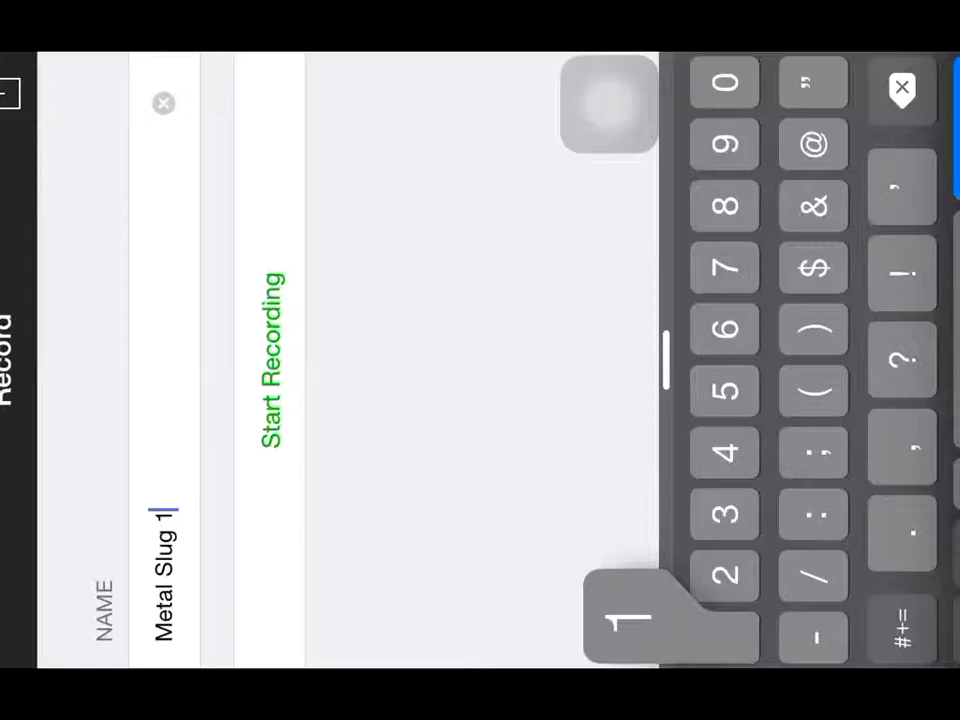 Record
NAME
Metal Slug 1
Start Recording
1
2 3 4 5 6 7 8 9 0
- / : ; ( ) $ & @ "
#+= . , ? ! '